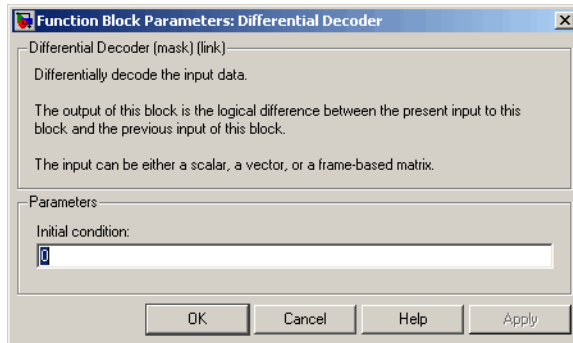 Function Block Parameters: Differential Decoder
Differential Decoder (mask) (link)
Differentially decode the input data.
The output of this block is the logical difference between the present input to this
block and the previous input of this block.
The input can be either a scalar, a vector, or a frame-based matrix.
Parameters
Initial condition:
0
OK Cancel Help Apply